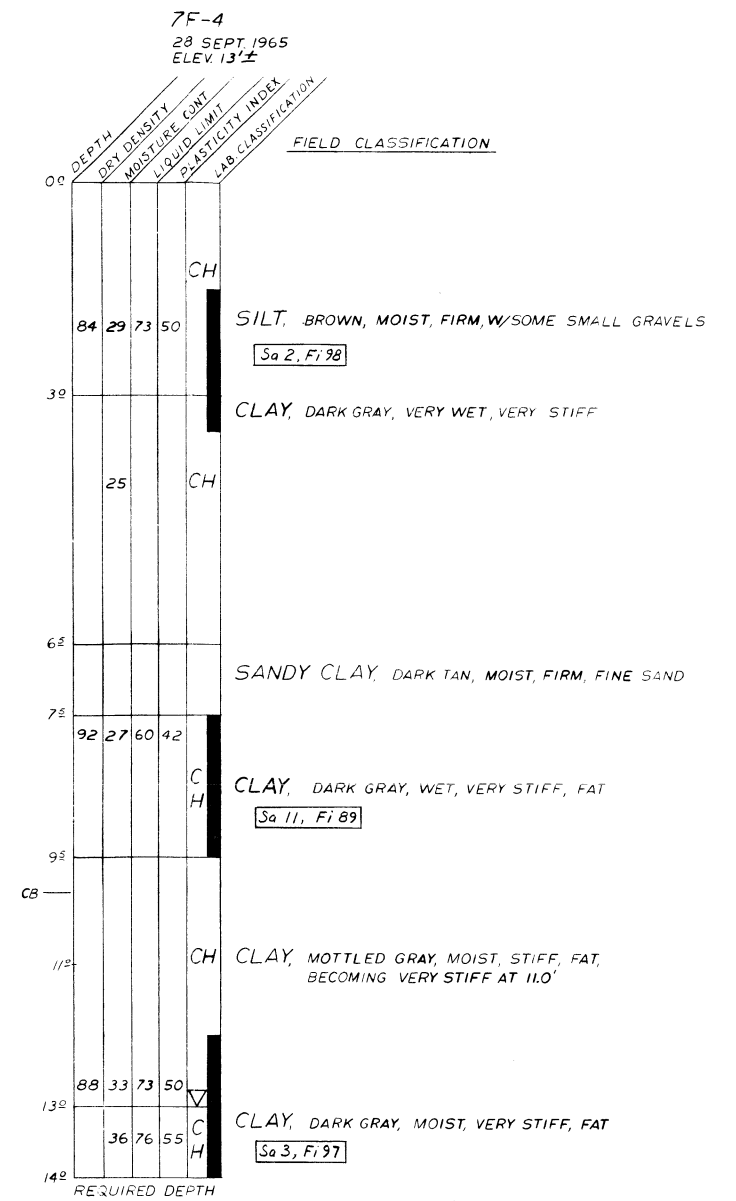 7F-4
28 SEPT. 1965
ELEV. 13'±
DEPTH
DRY DENSITY
MOISTURE CONT
LIQUID LIMIT
PLASTICITY INDEX
LAB. CLASSIFICATION
FIELD CLASSIFICATION
0.0
CH
84 29 73 50
SILT, BROWN, MOIST, FIRM, W/SOME SMALL GRAVELS
Sa 2, Fi 98
3.0
CLAY, DARK GRAY, VERY WET, VERY STIFF
25 CH
6.5
SANDY CLAY, DARK TAN, MOIST, FIRM, FINE SAND
7.5
92 27 60 42
CH
CLAY, DARK GRAY, WET, VERY STIFF, FAT
Sa 11, Fi 89
9.5
CB
11.0
CH
CLAY, MOTTLED GRAY, MOIST, STIFF, FAT,
BECOMING VERY STIFF AT 11.0'
88 33 73 50
13.0
CLAY, DARK GRAY, MOIST, VERY STIFF, FAT
36 76 55
CH
Sa 3, Fi 97
14.0
REQUIRED DEPTH